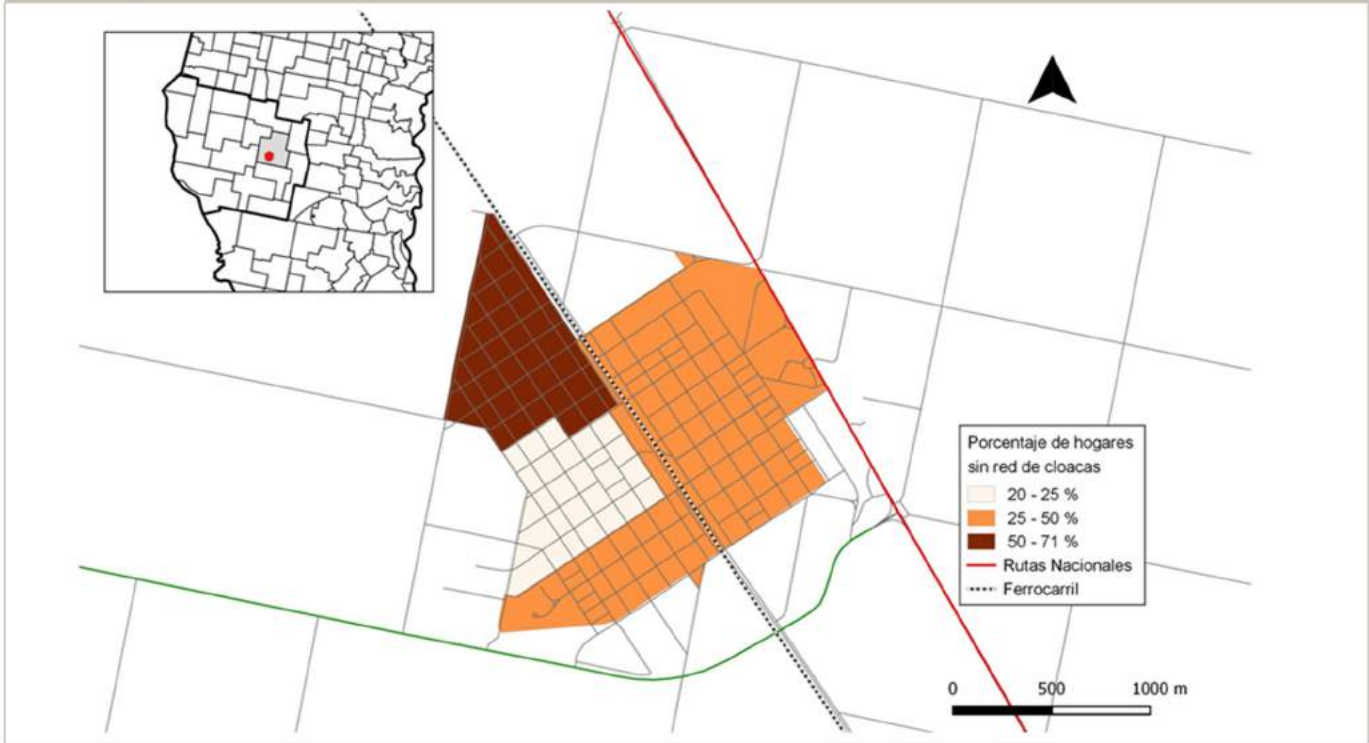 Porcentaje de hogares
sin red de cloacas
20 - 25 %
25 - 50 %
50 - 71 %
Rutas Nacionales
Ferrocarril
0 500 1000 m